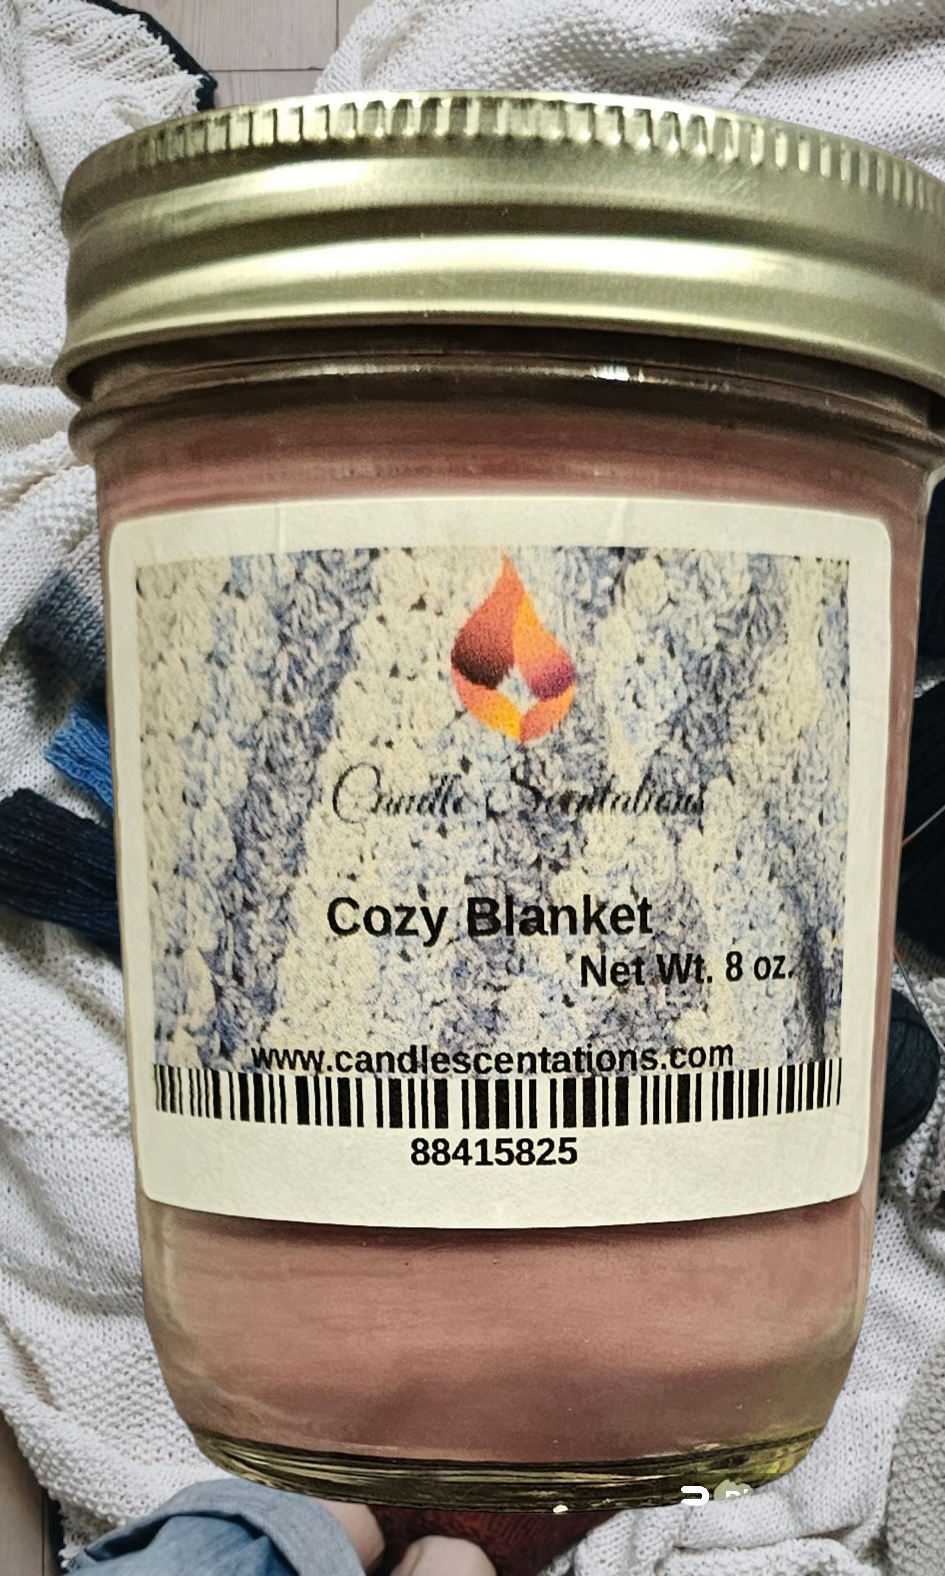 Candle Scentations
Cozy Blanket
Net Wt. 8 oz.
www.candlescentations.com
88415825